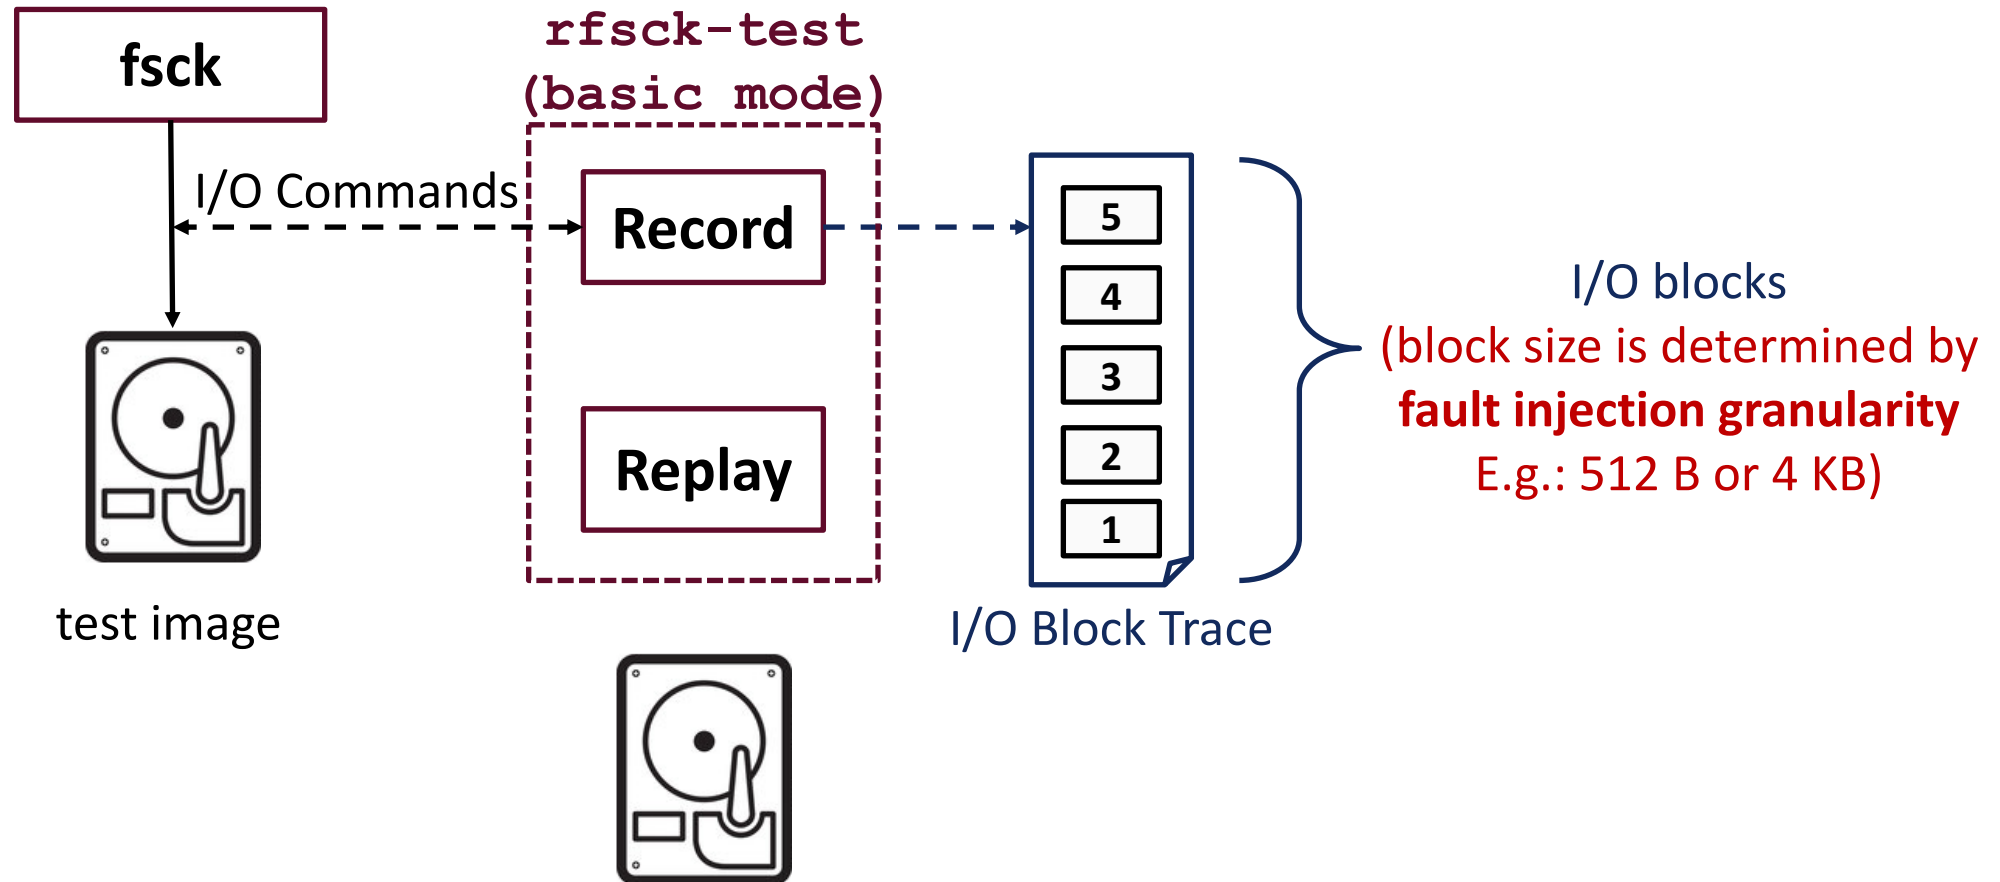 fsck
rfsck-test
(basic mode)
I/O Commands
Record
Replay
test image
5
4
3
2
1
I/O Block Trace
I/O blocks
(block size is determined by
fault injection granularity
E.g.: 512 B or 4 KB)